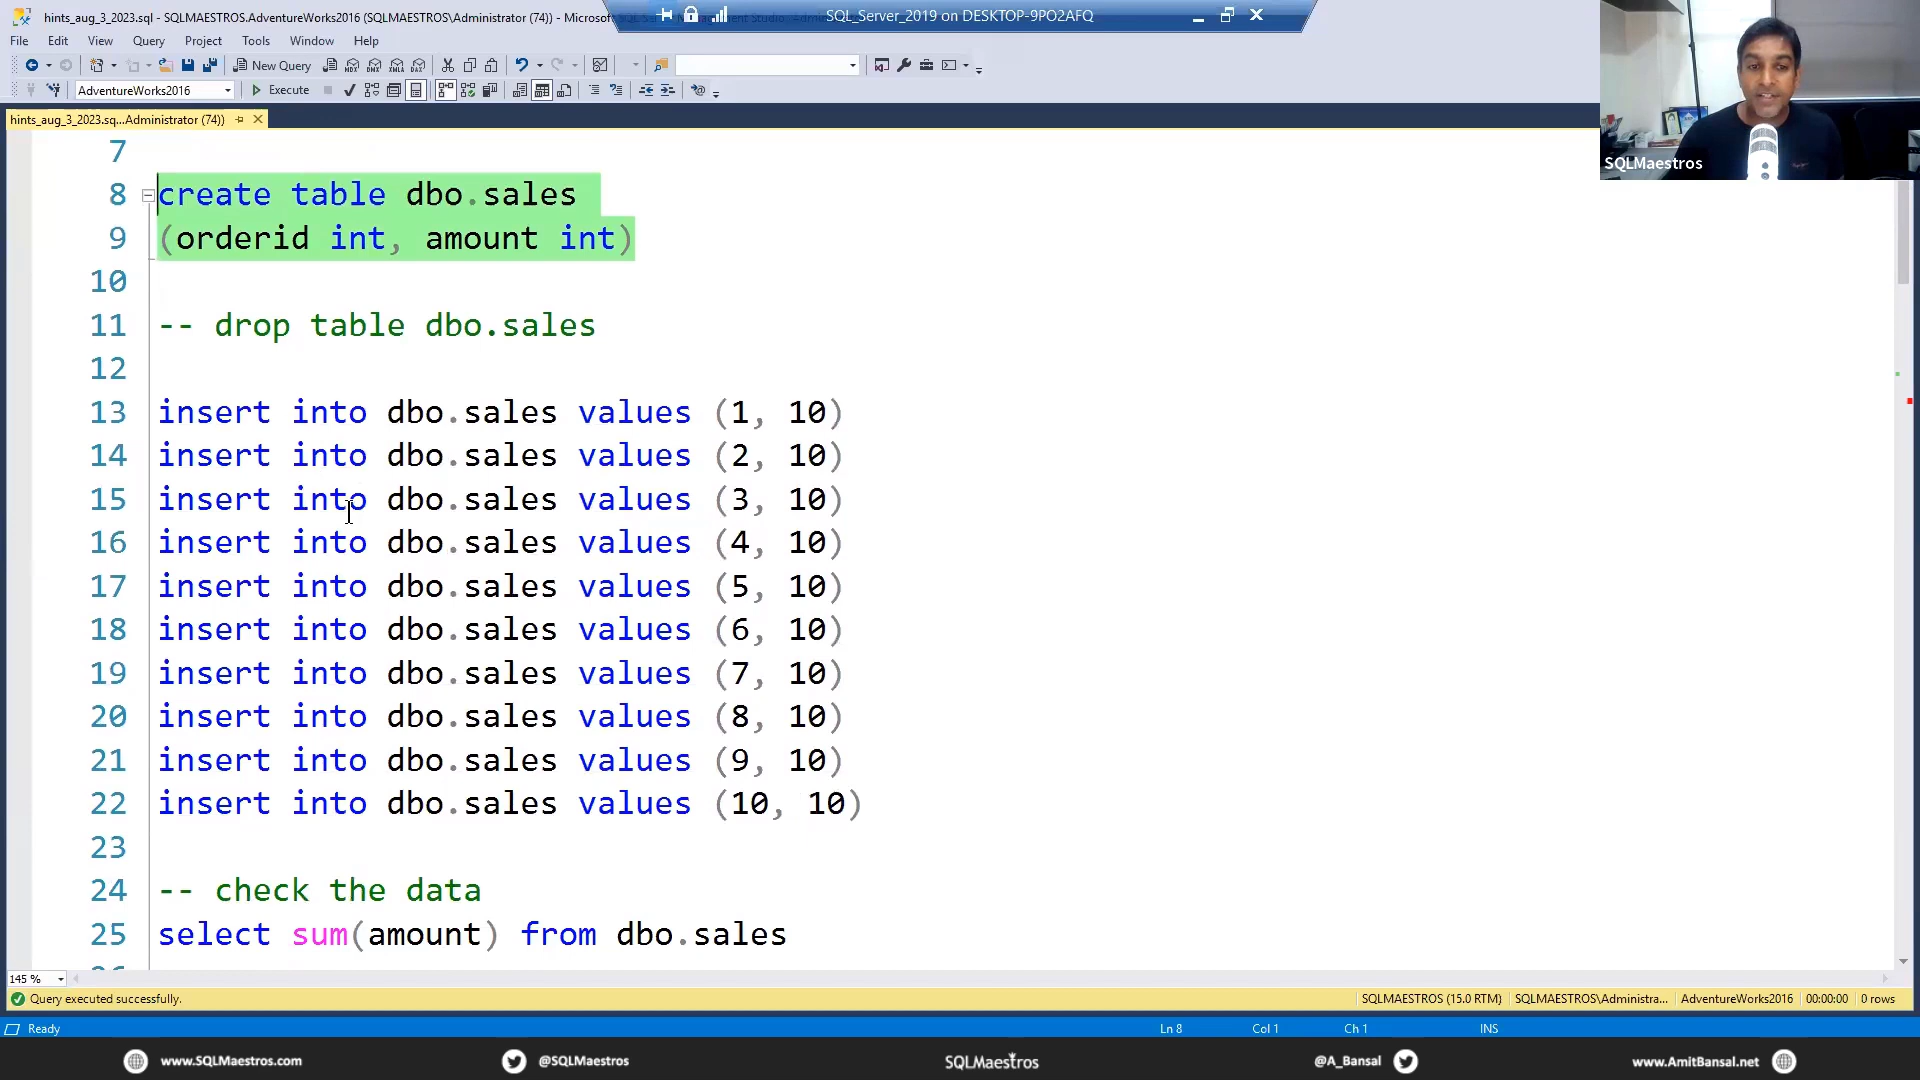 hints_aug_3_2023.sql - SQLMAESTROS.AdventureWorks2016 (SQLMAESTROS\Administrator (74)) - Microsof
SQL_Server_2019 on DESKTOP-9PO2AFQ
File Edit View Query Project Tools Window Help
New Query
AdventureWorks2016 Execute
hints_aug_3_2023.sq...Administrator (74))
SQLMaestros
7
8 create table dbo.sales
9 (orderid int, amount int)
10
11 -- drop table dbo.sales
12
13 insert into dbo.sales values (1, 10)
14 insert into dbo.sales values (2, 10)
15 insert into dbo.sales values (3, 10)
16 insert into dbo.sales values (4, 10)
17 insert into dbo.sales values (5, 10)
18 insert into dbo.sales values (6, 10)
19 insert into dbo.sales values (7, 10)
20 insert into dbo.sales values (8, 10)
21 insert into dbo.sales values (9, 10)
22 insert into dbo.sales values (10, 10)
23
24 -- check the data
25 select sum(amount) from dbo.sales
145 %
Query executed successfully. SQLMAESTROS (15.0 RTM) SQLMAESTROS\Administra... AdventureWorks2016 00:00:00 0 rows
Ready Ln 8 Col 1 Ch 1 INS
www.SQLMaestros.com @SQLMaestros SQLMaestros @A_Bansal www.AmitBansal.net